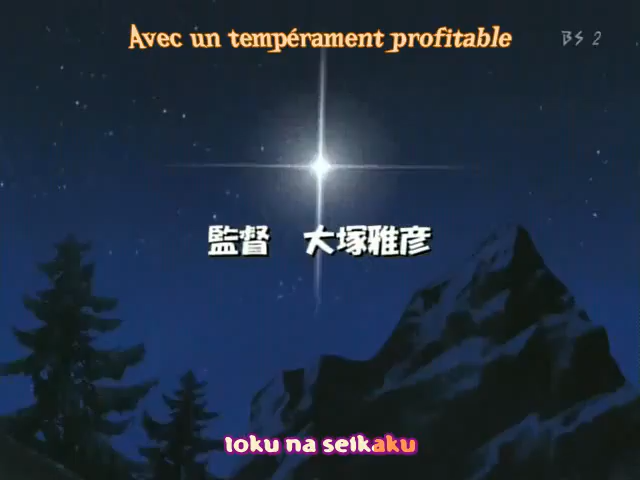 Avec un tempérament profitable
BS 2
監督 大塚雅彦
toku na seikaku